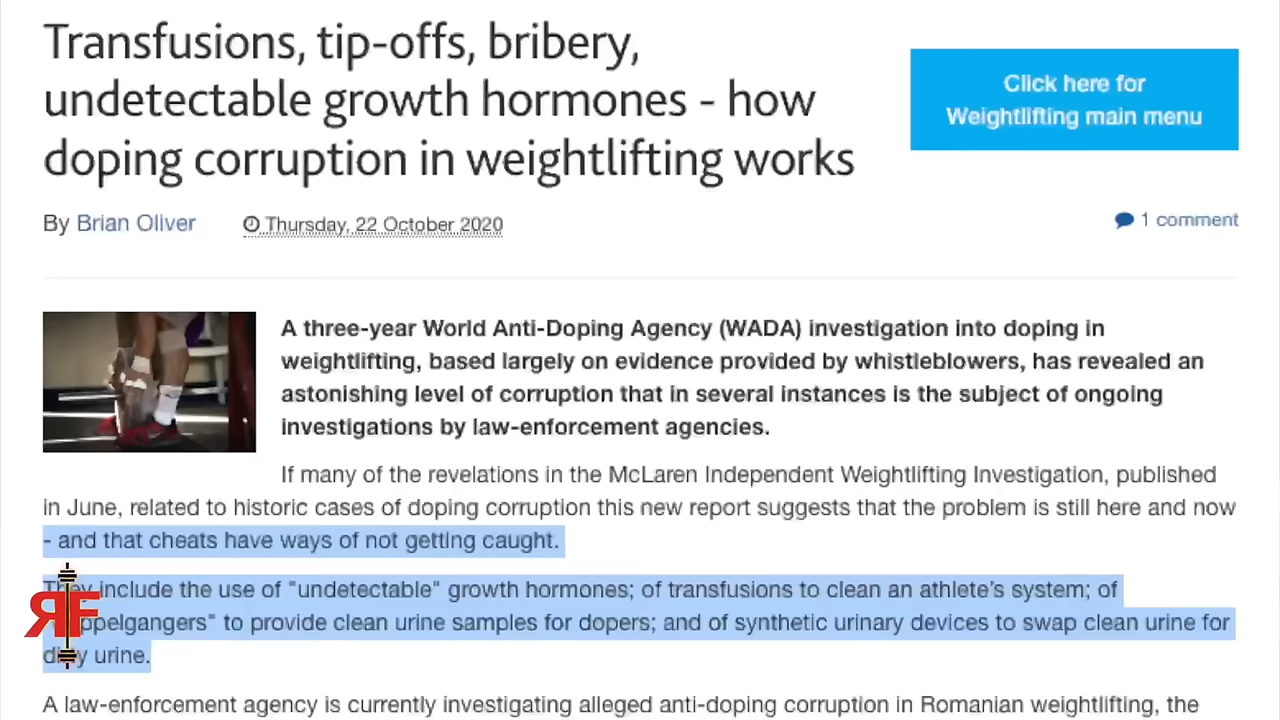 Transfusions, tip-offs, bribery,
undetectable growth hormones - how
doping corruption in weightlifting works
Click here for
Weightlifting main menu
By Brian Oliver
Thursday, 22 October 2020
1 comment
A three-year World Anti-Doping Agency (WADA) investigation into doping in
weightlifting, based largely on evidence provided by whistleblowers, has revealed an
astonishing level of corruption that in several instances is the subject of ongoing
investigations by law-enforcement agencies.
If many of the revelations in the McLaren Independent Weightlifting Investigation, published
in June, related to historic cases of doping corruption this new report suggests that the problem is still here and now
- and that cheats have ways of not getting caught.
They include the use of "undetectable" growth hormones; of transfusions to clean an athlete's system; of
to provide clean urine samples for dopers; and of synthetic urinary devices to swap clean urine for
urine.
A law-enforcement agency is currently investigating alleged anti-doping corruption in Romanian weightlifting, the
RF